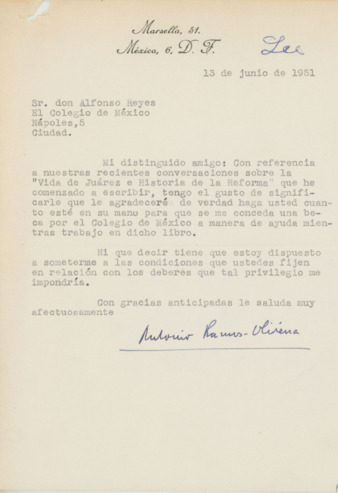 Marsella, 51.
México, 6, D. F.
13 de junio de 1951
Sr. don Alfonso Reyes
El Colegio de México
Nápoles,5
Ciudad.
Mi distinguido amigo: Con referencia
a nuestras recientes conversaciones sobre la
"Vida de Juárez e Historia de la Reforma" que he
comenzado a escribir, tengo el gusto de signifi-
carle que le agradeceré de verdad haga usted cuan-
to esté en su mano para que se me conceda una be-
ca por el Colegio de México a manera de ayuda mien-
tras trabajo en dicho libro.
Ni que decir tiene que estoy dispuesto
a someterme a las condiciones que ustedes fijen
en relación con los deberes que tal privilegio me
impondría.
Con gracias anticipadas le saluda muy
afectuosamente
Antonio Ramos-Oliveira